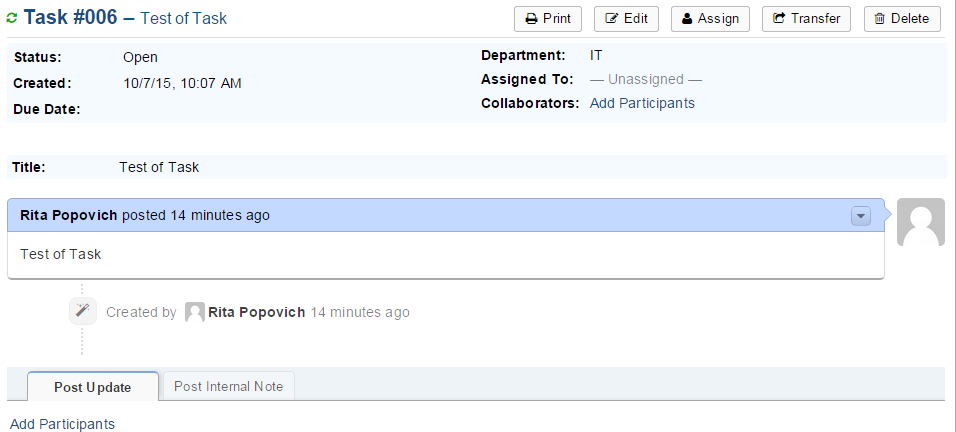 Task #006 – Test of Task
Print Edit Assign Transfer Delete
Status: Open
Created: 10/7/15, 10:07 AM
Due Date:
Department: IT
Assigned To: — Unassigned —
Collaborators: Add Participants
Title: Test of Task
Rita Popovich posted 14 minutes ago
Test of Task
Created by Rita Popovich 14 minutes ago
Post Update Post Internal Note
Add Participants